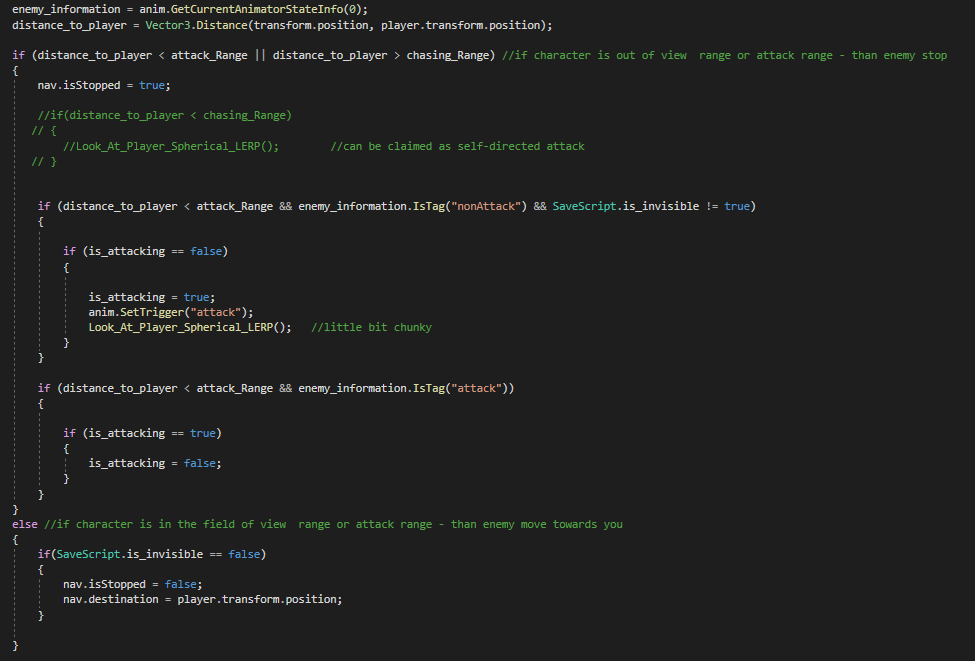 enemy_information = anim.GetCurrentAnimatorStateInfo(0);
distance_to_player = Vector3.Distance(transform.position, player.transform.position);
if (distance_to_player < attack_Range || distance_to_player > chasing_Range) //if character is out of view  range or attack range - than enemy stop
{
nav.isStopped = true;
//if(distance_to_player < chasing_Range)
// {
//Look_At_Player_Spherical_LERP();        //can be claimed as self-directed attack
// }
if (distance_to_player < attack_Range && enemy_information.IsTag("nonAttack") && SaveScript.is_invisible != true)
{
if (is_attacking == false)
{
is_attacking = true;
anim.SetTrigger("attack");
Look_At_Player_Spherical_LERP();   //little bit chunky
}
}
if (distance_to_player < attack_Range && enemy_information.IsTag("attack"))
{
if (is_attacking == true)
{
is_attacking = false;
}
}
}
else //if character is in the field of view  range or attack range - than enemy move towards you
{
if(SaveScript.is_invisible == false)
{
nav.isStopped = false;
nav.destination = player.transform.position;
}
}